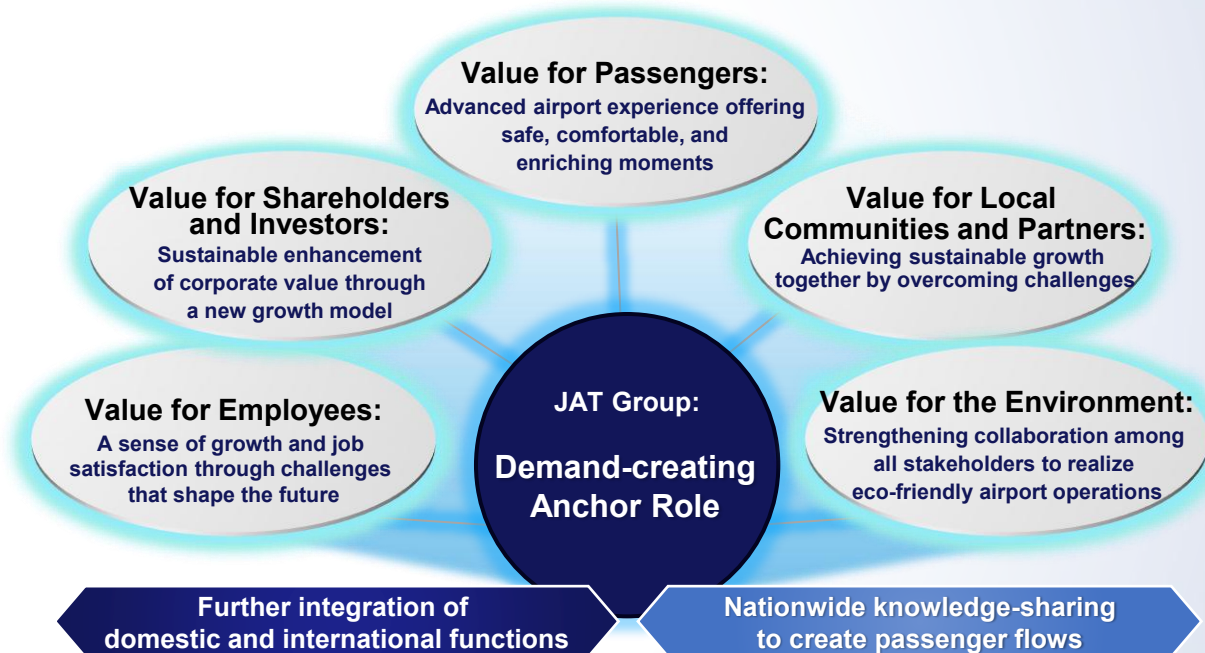 Value for Passengers:
Advanced airport experience offering
safe, comfortable, and
enriching moments
Value for Shareholders
and Investors:
Sustainable enhancement
of corporate value through
a new growth model
Value for Local
Communities and Partners:
Achieving sustainable growth
together by overcoming challenges
Value for Employees:
A sense of growth and job
satisfaction through challenges
that shape the future
JAT Group:
Demand-creating
Anchor Role
Value for the Environment:
Strengthening collaboration among
all stakeholders to realize
eco-friendly airport operations
Further integration of
domestic and international functions
Nationwide knowledge-sharing
to create passenger flows